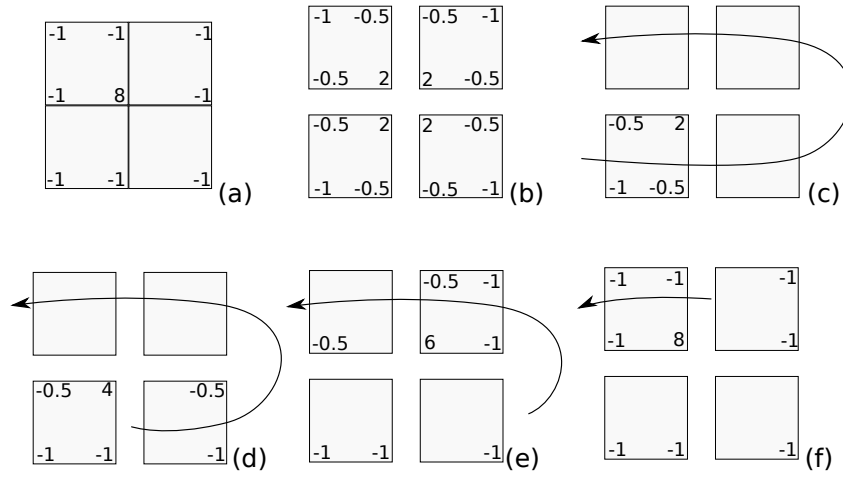 -1 -1 -1
-1 8 -1
-1 -1 -1
(a)
-1 -0.5 -0.5 -1
-0.5 2 2 -0.5
-0.5 2 2 -0.5
-1 -0.5 -0.5 -1
(b)
-0.5 2
-1 -0.5
(c)
-0.5 4 -0.5
-1 -1 -1
(d)
-0.5 -1
-0.5 6 -1
-1 -1 -1
(e)
-1 -1 -1
-1 8 -1
-1 -1 -1
(f)